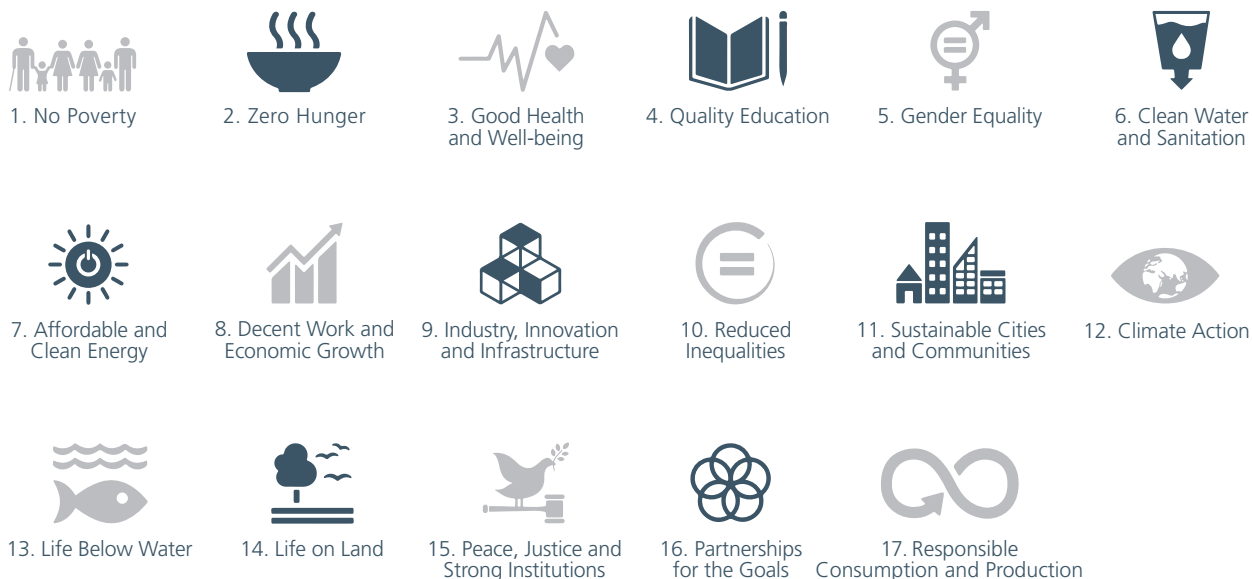 1. No Poverty
2. Zero Hunger
3. Good Health
and Well-being
4. Quality Education
5. Gender Equality
6. Clean Water
and Sanitation
7. Affordable and
Clean Energy
8. Decent Work and
Economic Growth
9. Industry, Innovation
and Infrastructure
10. Reduced
Inequalities
11. Sustainable Cities
and Communities
12. Climate Action
13. Life Below Water
14. Life on Land
15. Peace, Justice and
Strong Institutions
16. Partnerships
for the Goals
17. Responsible
Consumption and Production